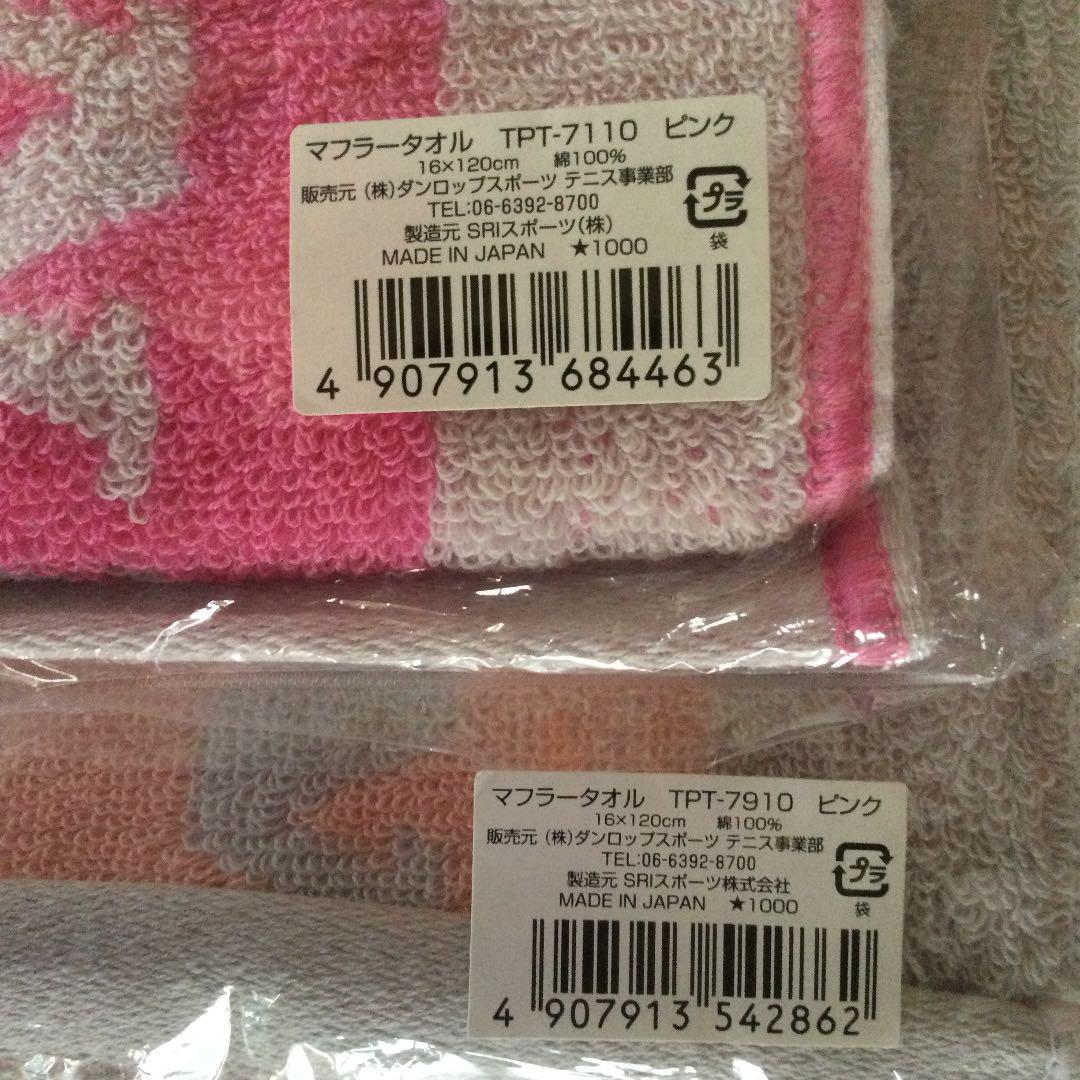 マフラータオル TPT-7110 ピンク
16×120cm 綿100%
販売元 (株)ダンロップスポーツ テニス事業部
TEL:06-6392-8700
製造元 SRIスポーツ(株)
MADE IN JAPAN ★1000
プラ
袋
4 907913 684463
マフラータオル TPT-7910 ピンク
16×120cm 綿100%
販売元 (株)ダンロップスポーツ テニス事業部
TEL:06-6392-8700
製造元 SRIスポーツ株式会社
MADE IN JAPAN ★1000
プラ
袋
4 907913 542862